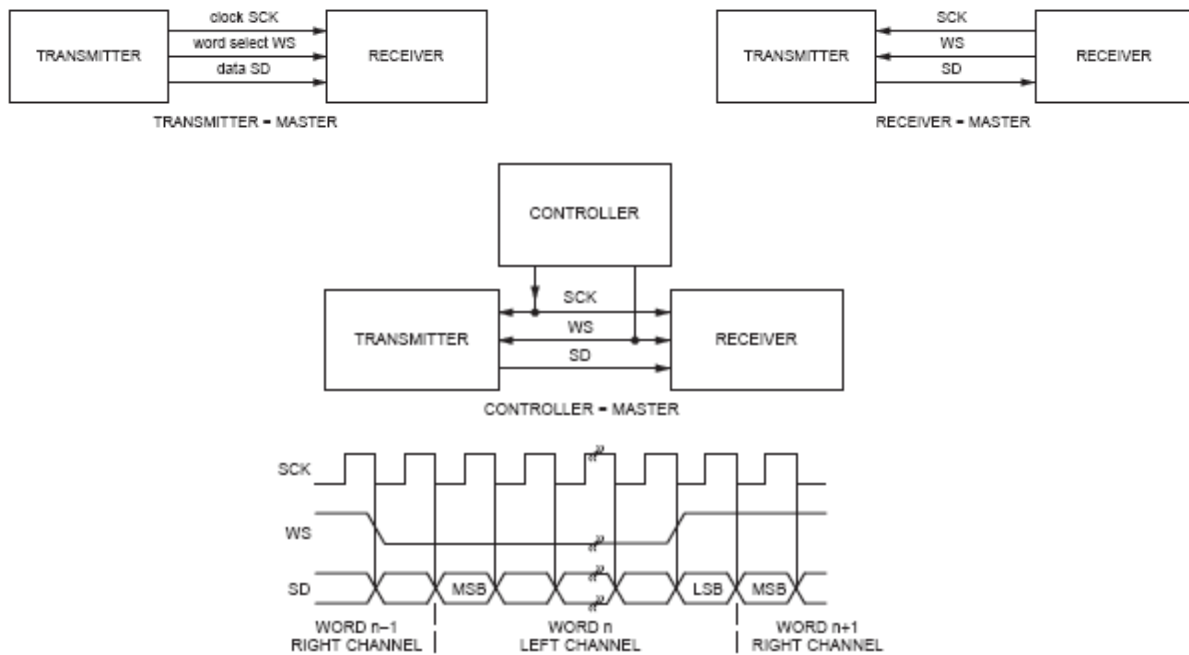 clock SCK
word select WS
data SD
TRANSMITTER
RECEIVER
TRANSMITTER = MASTER
SCK
WS
SD
TRANSMITTER
RECEIVER
RECEIVER = MASTER
CONTROLLER
SCK
WS
SD
TRANSMITTER
RECEIVER
CONTROLLER = MASTER
SCK
WS
SD
MSB
LSB
MSB
WORD n–1
RIGHT CHANNEL
WORD n
LEFT CHANNEL
WORD n+1
RIGHT CHANNEL